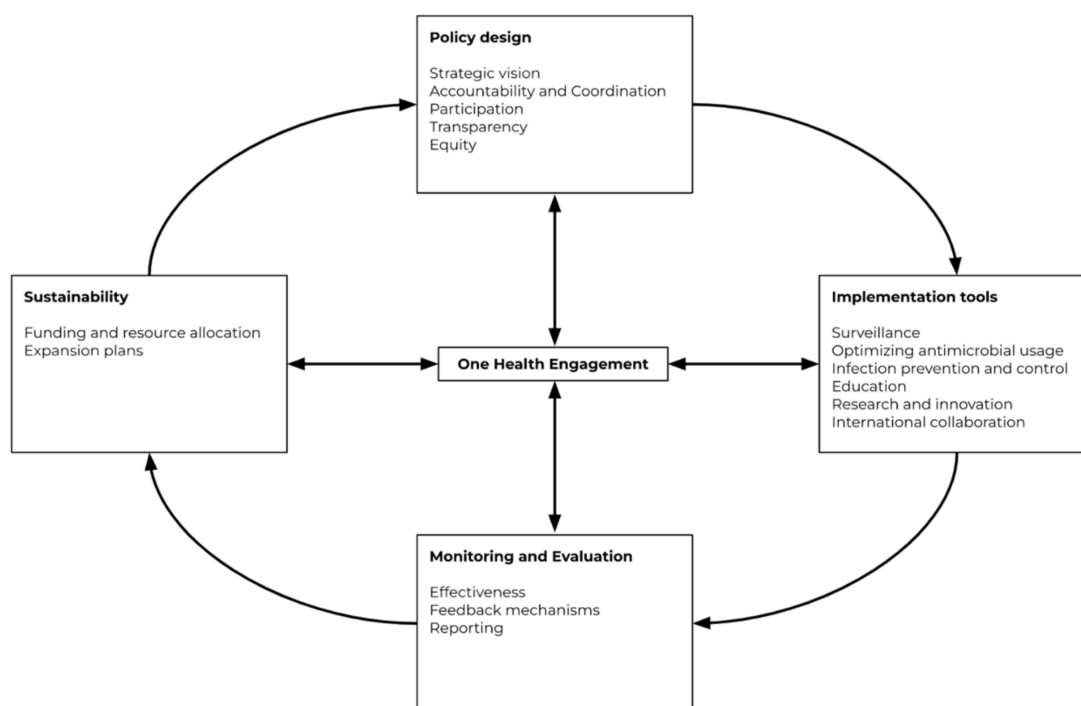 Policy design
Strategic vision
Accountability and Coordination
Participation
Transparency
Equity
Sustainability
Funding and resource allocation
Expansion plans
One Health Engagement
Implementation tools
Surveillance
Optimizing antimicrobial usage
Infection prevention and control
Education
Research and innovation
International collaboration
Monitoring and Evaluation
Effectiveness
Feedback mechanisms
Reporting